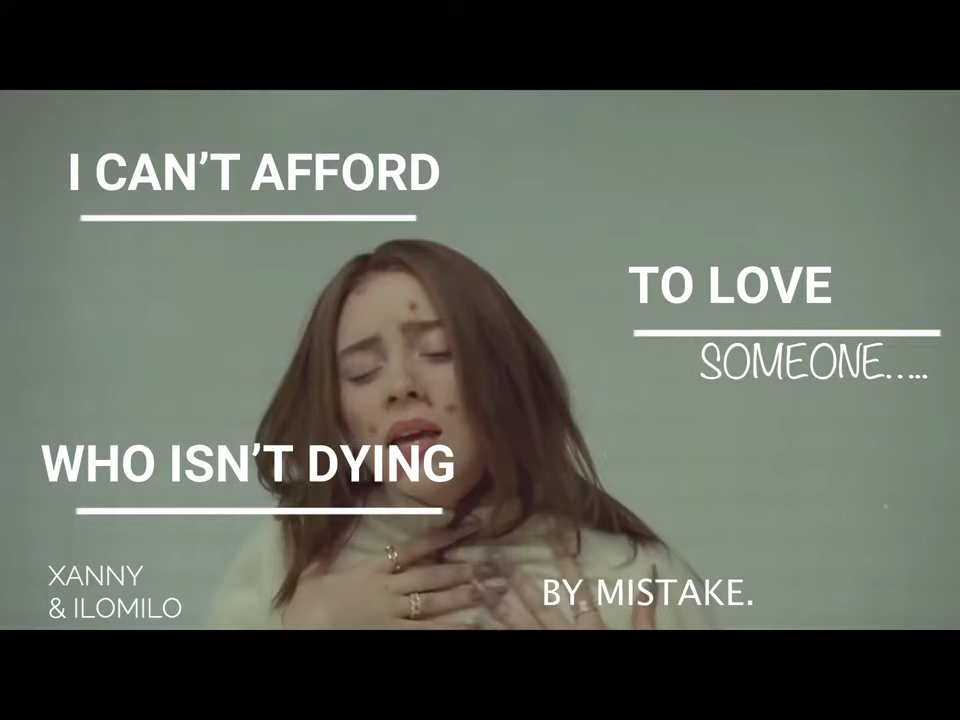 I CAN’T AFFORD
TO LOVE
SOMEONE.....
WHO ISN’T DYING
BY MISTAKE.
XANNY
& ILOMILO